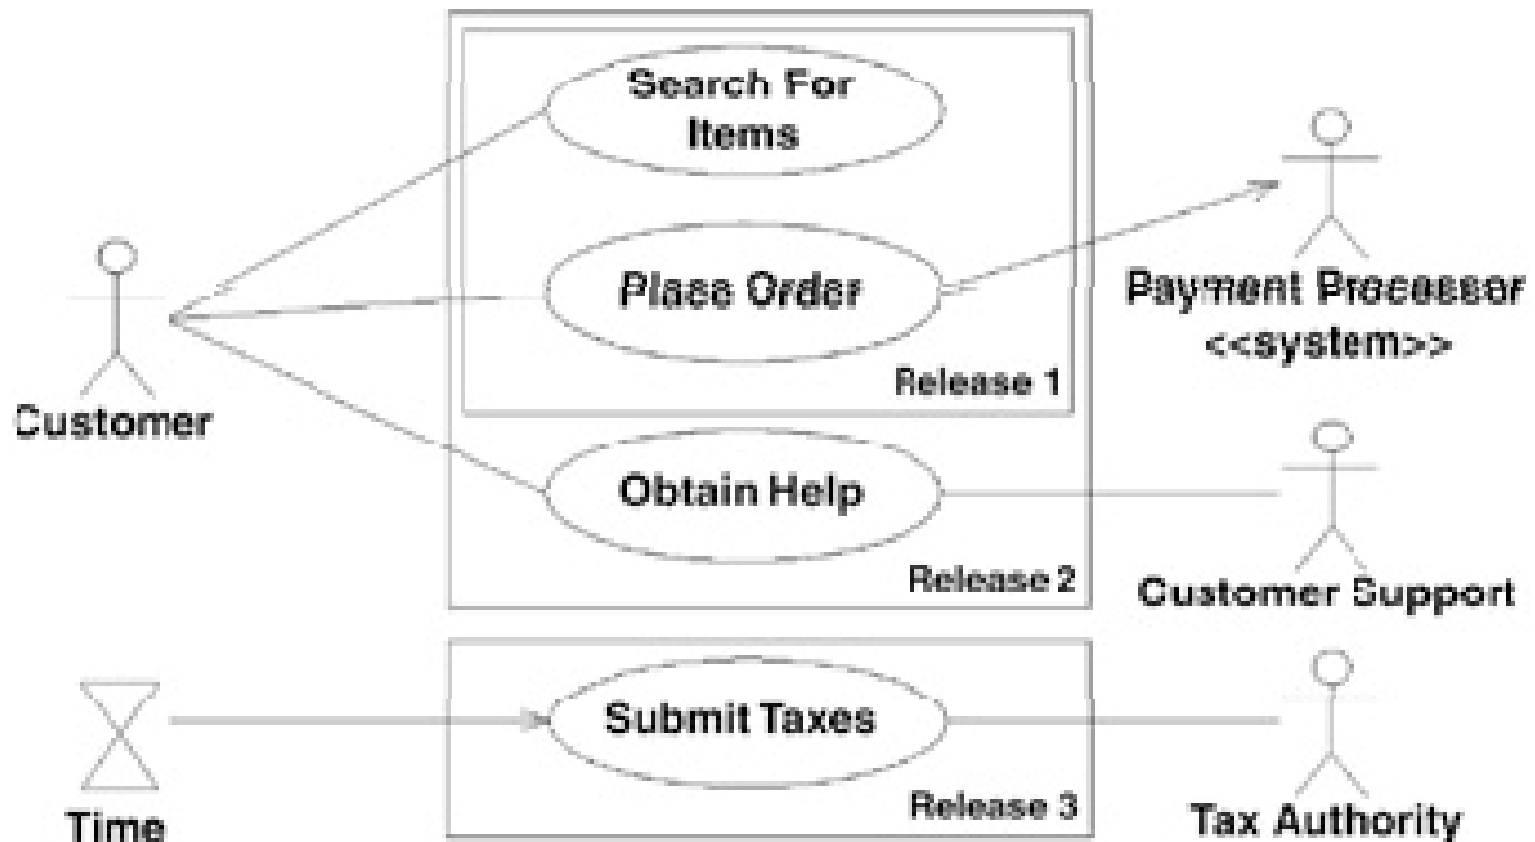 Search For
Items
Place Order
Release 1
Payment Processor
<<system>>
Customer
Obtain Help
Release 2
Customer Support
Submit Taxes
Release 3
Time
Tax Authority